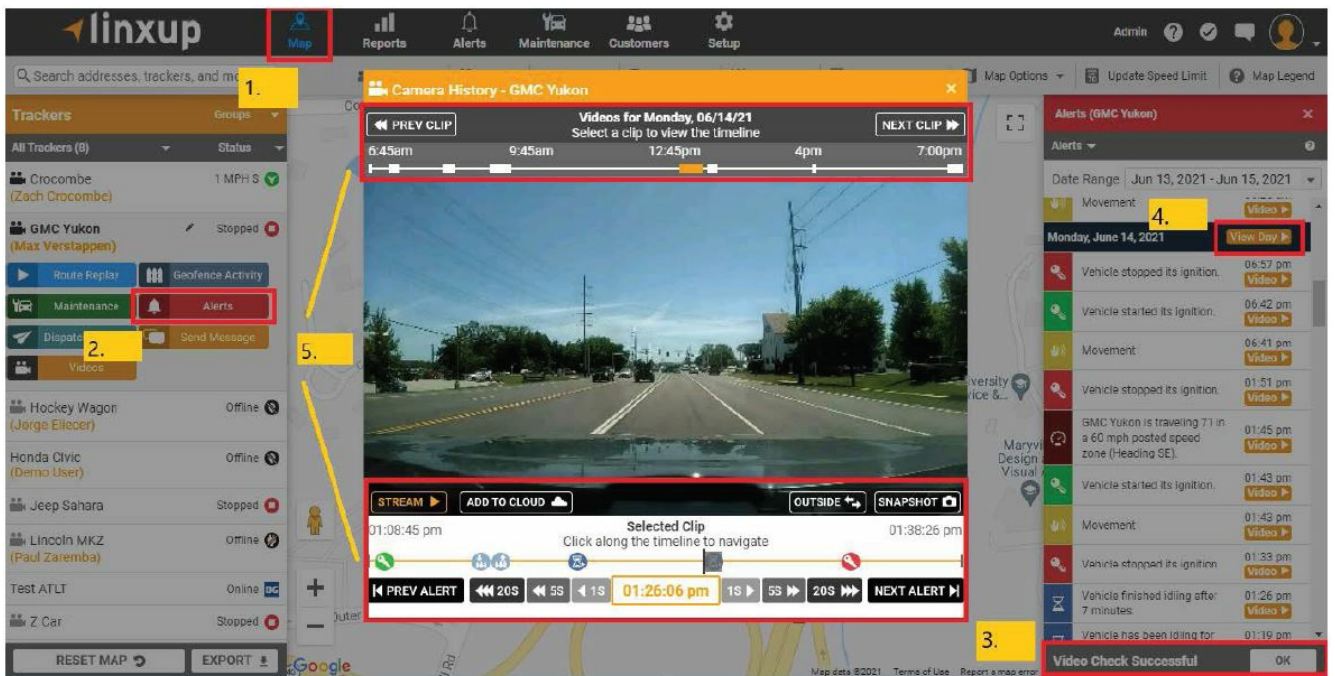 linxup
Map
Reports
Alerts
Maintenance
Customers
Setup
Admin
Search addresses, trackers, and
Map Options
Update Speed Limit
Map Legend
1.
Trackers
Groups
All Trackers (8)
Status
Crocombe
1 MPH S
(Zach Crocombe)
GMC Yukon
Stopped
(Max Verstappen)
Route Replay
Geofence Activity
Maintenance
Alerts
2.
Send Message
Videos
Hockey Wagon
Offline
(Jorge Eliecer)
Honda Civic
Offline
(Demo User)
Jeep Sahara
Stopped
Lincoln MKZ
Offline
(Paul Zaremba)
Test ATLT
Online
Z Car
Stopped
RESET MAP
EXPORT
5.
Camera History - GMC Yukon
PREV CLIP
Videos for Monday, 06/14/21
Select a clip to view the timeline
NEXT CLIP
6:45am
9:45am
12:45pm
4pm
7:00pm
STREAM
ADD TO CLOUD
OUTSIDE
SNAPSHOT
01:08:45 pm
Selected Clip
Click along the timeline to navigate
01:38:26 pm
PREV ALERT
20S
5S
1S
01:26:06 pm
1S
5S
20S
NEXT ALERT
Google
Map data ©2021
Terms of Use
Report a map error
Alerts (GMC Yukon)
Alerts
Date Range
Jun 13, 2021 - Jun 15, 2021
Movement
Video
4.
Monday, June 14, 2021
View Day
Vehicle stopped its ignition.
06:57 pm
Video
Vehicle started its ignition.
06:42 pm
Video
Movement
06:41 pm
Video
Vehicle stopped its ignition.
01:51 pm
Video
GMC Yukon is traveling 71 in
a 60 mph posted speed
zone (Heading SE).
01:45 pm
Video
Vehicle started its ignition.
01:43 pm
Video
Movement
01:43 pm
Video
Vehicle stopped its ignition
01:33 pm
Video
Vehicle finished idling after
7 minutes.
01:26 pm
Video
Vehicle has been idling for
01:19 pm
3.
Video Check Successful
OK